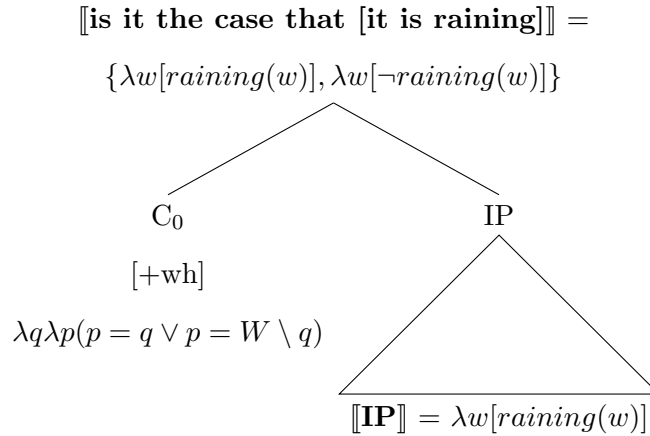 ⟦is it the case that [it is raining]⟧ =
{λw[raining(w)], λw[¬raining(w)]}
C₀
IP
[+wh]
λqλp(p = q ∨ p = W \ q)
⟦IP⟧ = λw[raining(w)]